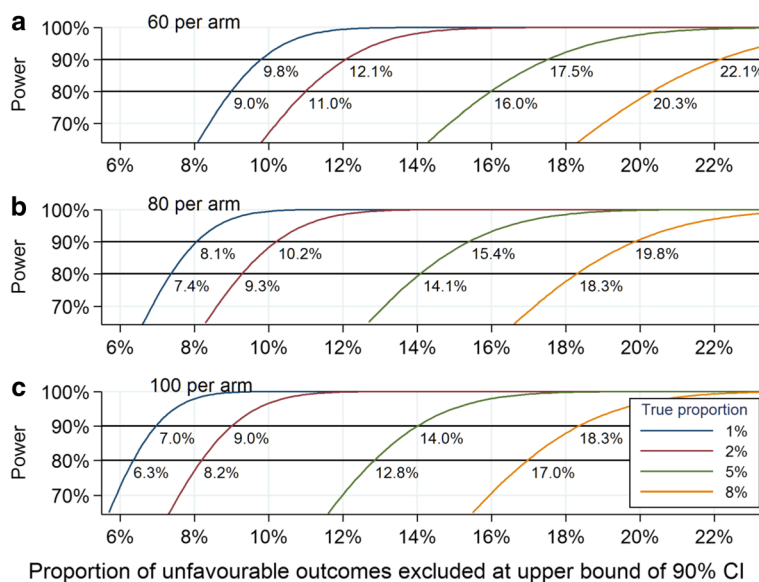 a
60 per arm
Power
100%
90%
80%
70%
9.8%
12.1%
17.5%
22.1%
9.0%
11.0%
16.0%
20.3%
6% 8% 10% 12% 14% 16% 18% 20% 22%
b
80 per arm
Power
100%
90%
80%
70%
8.1%
10.2%
15.4%
19.8%
7.4%
9.3%
14.1%
18.3%
6% 8% 10% 12% 14% 16% 18% 20% 22%
c
100 per arm
Power
100%
90%
80%
70%
7.0%
9.0%
14.0%
18.3%
6.3%
8.2%
12.8%
17.0%
True proportion
1%
2%
5%
8%
6% 8% 10% 12% 14% 16% 18% 20% 22%
Proportion of unfavourable outcomes excluded at upper bound of 90% CI